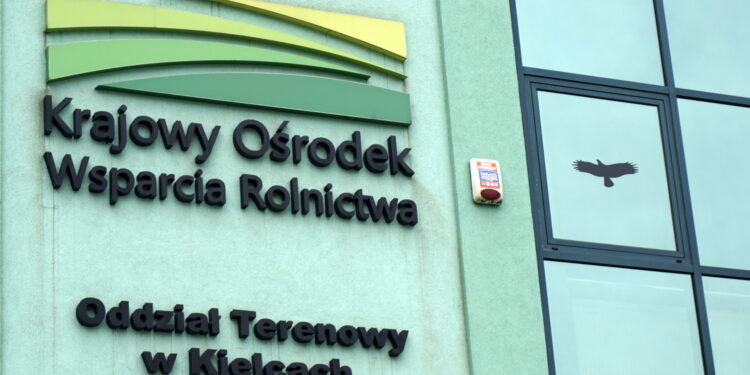 Krajowy Ośrodek
Wsparcia Rolnictwa
Oddział Terenowy
w Kielcach